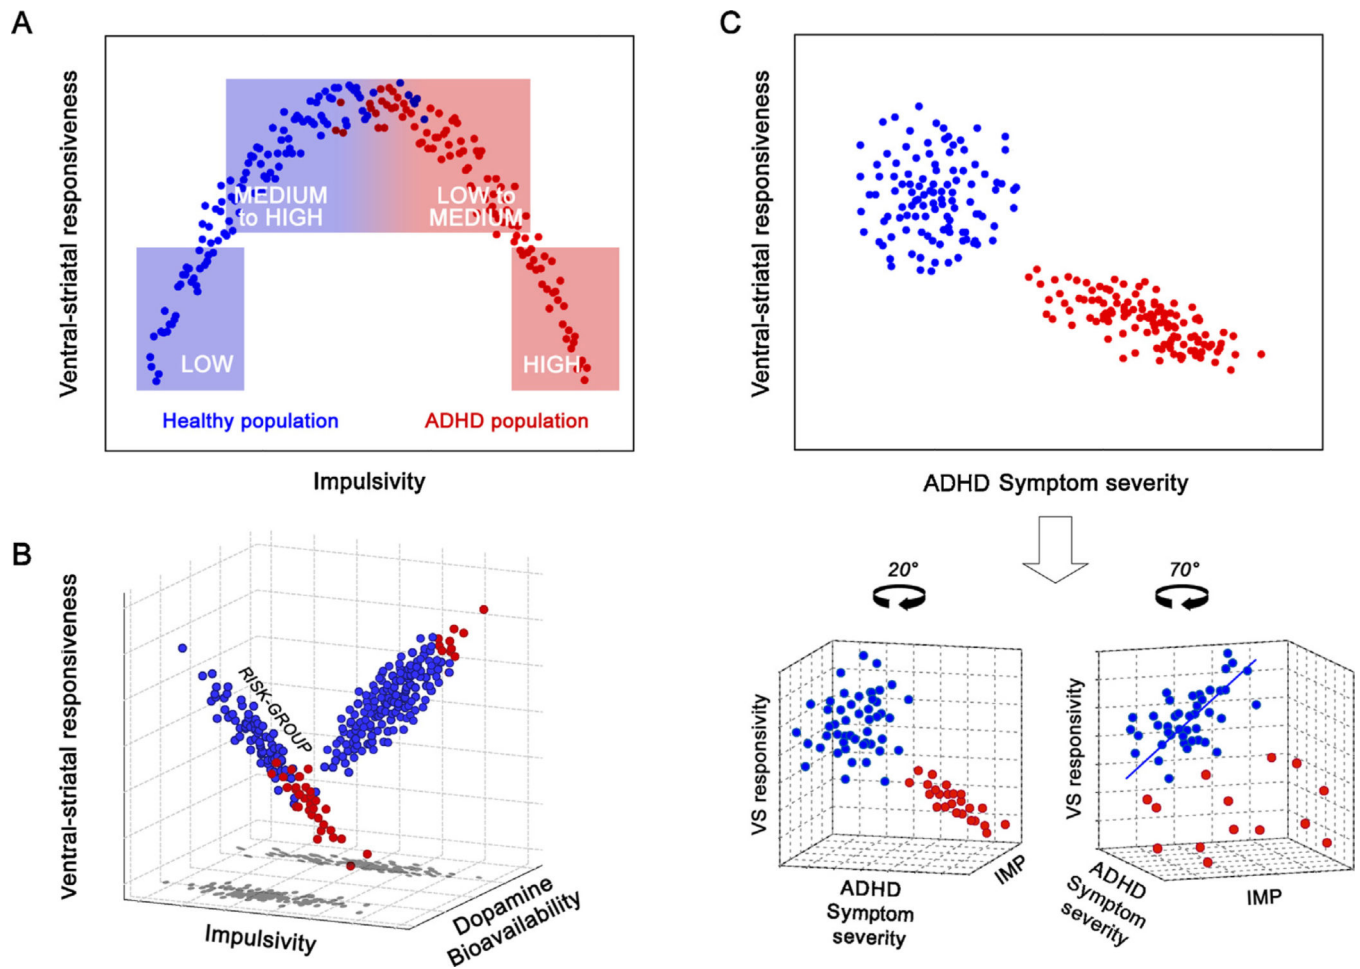 A
Ventral-striatal responsiveness
MEDIUM
to HIGH
LOW to
MEDIUM
LOW
HIGH
Healthy population
ADHD population
Impulsivity
B
Ventral-striatal responsiveness
RISK-GROUP
Impulsivity
Dopamine
Bioavailability
C
Ventral-striatal responsiveness
ADHD Symptom severity
20°
70°
VS responsivity
ADHD
Symptom
severity
IMP
VS responsivity
ADHD
Symptom
severity
IMP